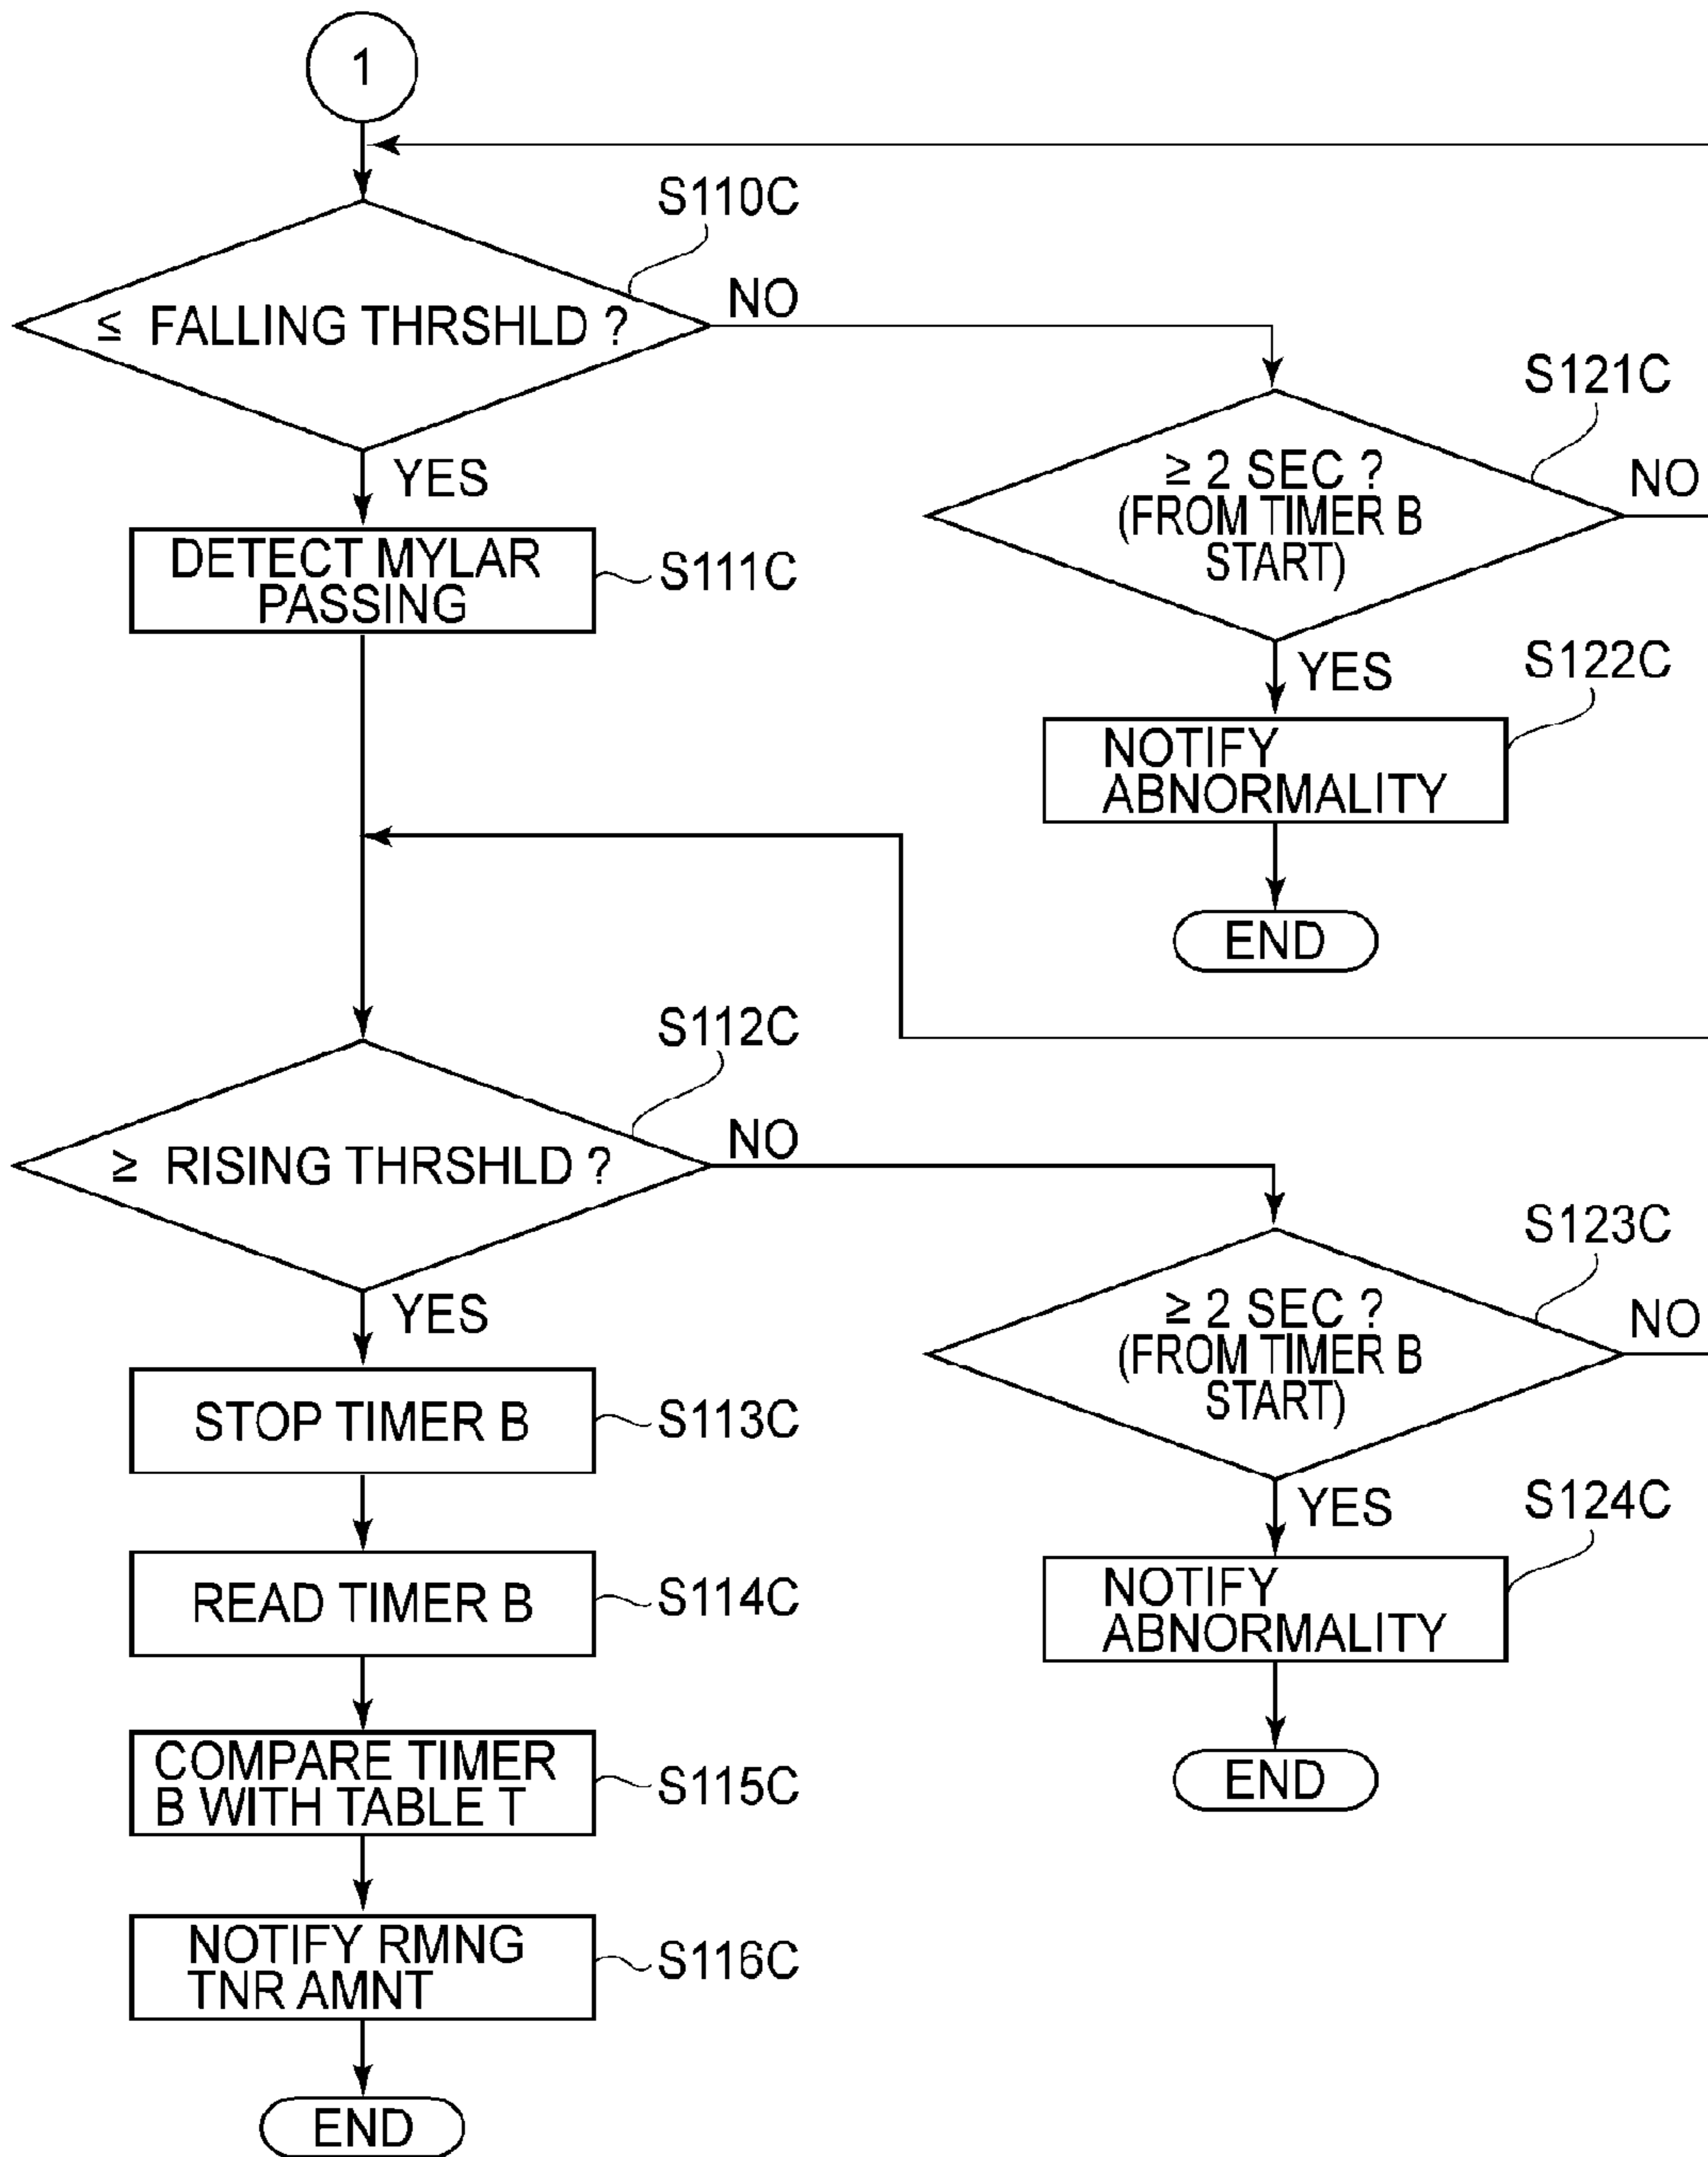 1
S110C
≤ FALLING THRSHLD ?
NO
YES
S121C
≥ 2 SEC ?
(FROM TIMER B
START)
NO
YES
DETECT MYLAR
PASSING
S111C
S122C
NOTIFY
ABNORMALITY
END
S112C
≥ RISING THRSHLD ?
NO
YES
S123C
≥ 2 SEC ?
(FROM TIMER B
START)
NO
YES
STOP TIMER B
S113C
S124C
NOTIFY
ABNORMALITY
END
READ TIMER B
S114C
COMPARE TIMER
B WITH TABLE T
S115C
NOTIFY RMNG
TNR AMNT
S116C
END